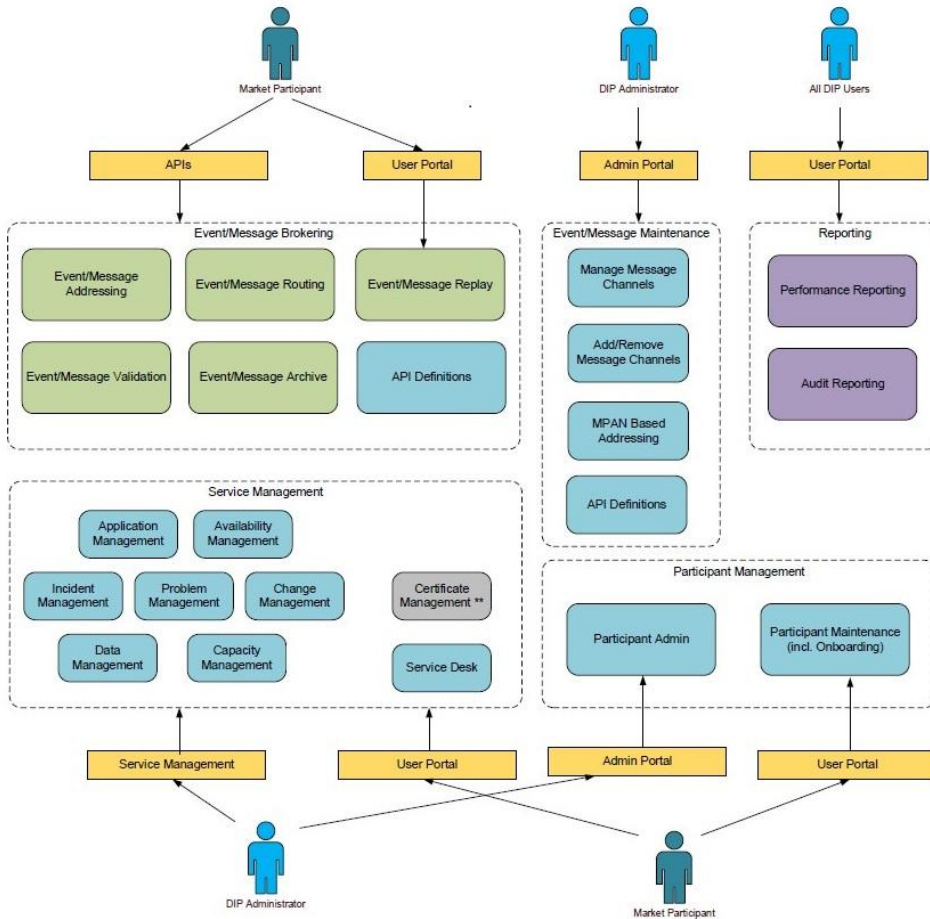 Market Participant
DIP Administrator
All DIP Users
APIs
User Portal
Admin Portal
User Portal
Event/Message Brokering
Event/Message
Addressing
Event/Message Routing
Event/Message Replay
Event/Message Validation
Event/Message Archive
API Definitions
Event/Message Maintenance
Manage Message
Channels
Add/Remove
Message Channels
MPAN Based
Addressing
API Definitions
Reporting
Performance Reporting
Audit Reporting
Service Management
Application
Management
Availability
Management
Incident
Management
Problem
Management
Change
Management
Certificate
Management **
Data
Management
Capacity
Management
Service Desk
Participant Management
Participant Admin
Participant Maintenance
(incl. Onboarding)
Service Management
User Portal
Admin Portal
User Portal
DIP Administrator
Market Participant